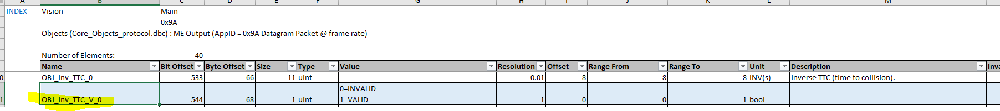 A B C D E F G H I J K L M
INDEX Vision Main
0x9A
Objects (Core_Objects_protocol.dbc) : ME Output (AppID = 0x9A Datagram Packet @ frame rate)
Number of Elements: 40
Name Bit Offset Byte Offset Size Type Value Resolution Offset Range From Range To Unit Description Inva
0 OBJ_Inv_TTC_0 533 66 11 uint 0.01 -8 -8 8 INV(s) Inverse TTC (time to collision).
0=INVALID
1 OBJ_Inv_TTC_V_0 544 68 1 uint 1=VALID 1 0 0 1 bool